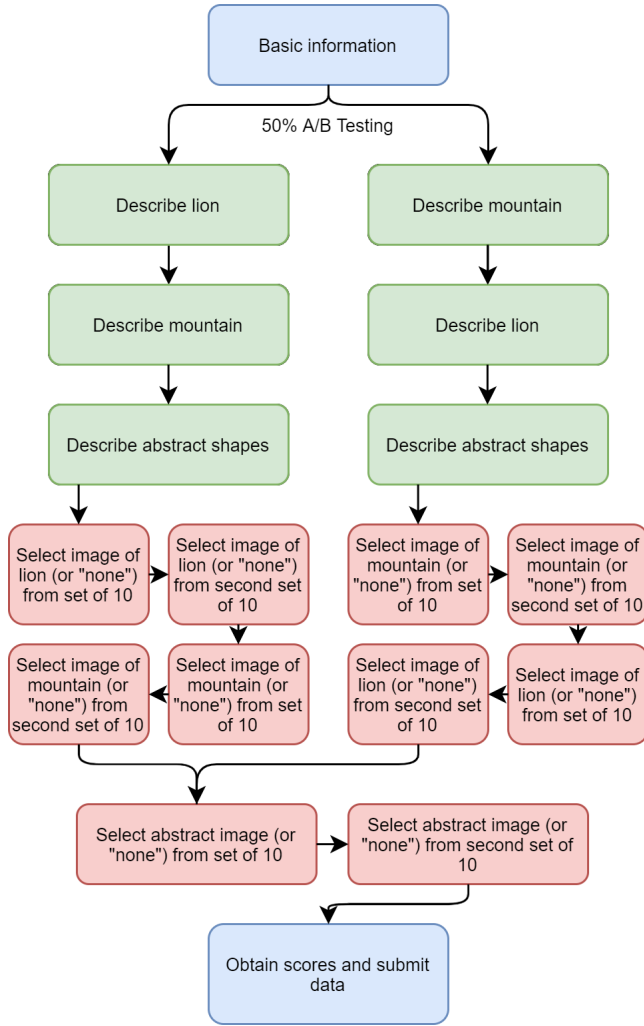 Basic information
50% A/B Testing
Describe lion
Describe mountain
Describe mountain
Describe lion
Describe abstract shapes
Describe abstract shapes
Select image of
lion (or "none")
from set of 10
Select image of
lion (or "none")
from second set
of 10
Select image of
mountain (or
"none") from set
of 10
Select image of
mountain (or
"none") from
second set of 10
Select image of
mountain (or
"none") from
second set of 10
Select image of
mountain (or
"none") from set
of 10
Select image of
lion (or "none")
from second set
of 10
Select image of
lion (or "none")
from set of 10
Select abstract image (or
"none") from set of 10
Select abstract image (or
"none") from second set of
10
Obtain scores and submit
data